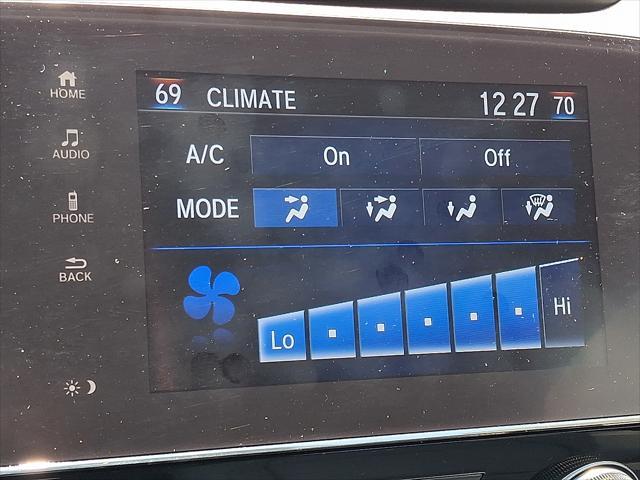 HOME
AUDIO
PHONE
BACK
69 CLIMATE 12 27 70
A/C On Off
MODE
Lo Hi